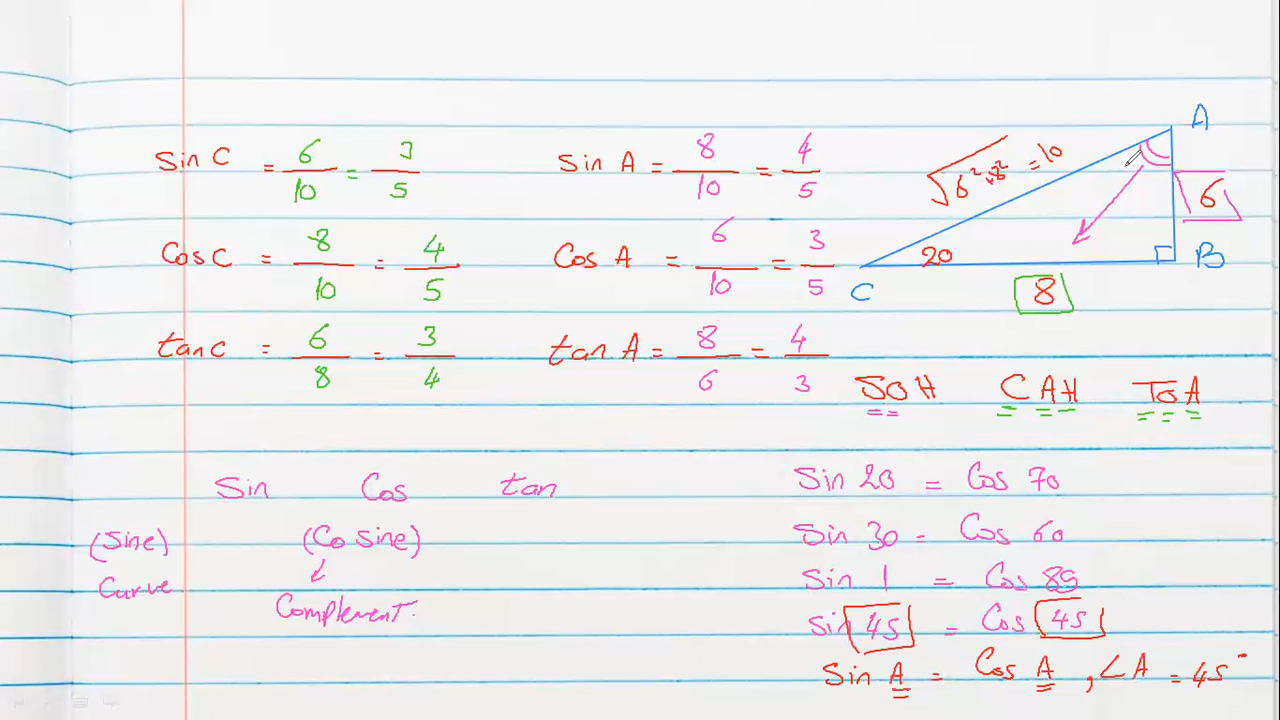 A
Sin C = 6/10 = 3/5
Sin A = 8/10 = 4/5
√6²+8² = 10
6
Cos C = 8/10 = 4/5
Cos A = 6/10 = 3/5
20
B
C
8
tan C = 6/8 = 3/4
tan A = 8/6 = 4/3
SOH CAH TOA
Sin Cos tan
Sin 20 = Cos 70
(Sine) (Co sine)
Sin 30 = Cos 60
Curve
Sin 1 = Cos 89
Complement.
Sin 45 = Cos 45
Sin A = Cos A , ∠A = 45°